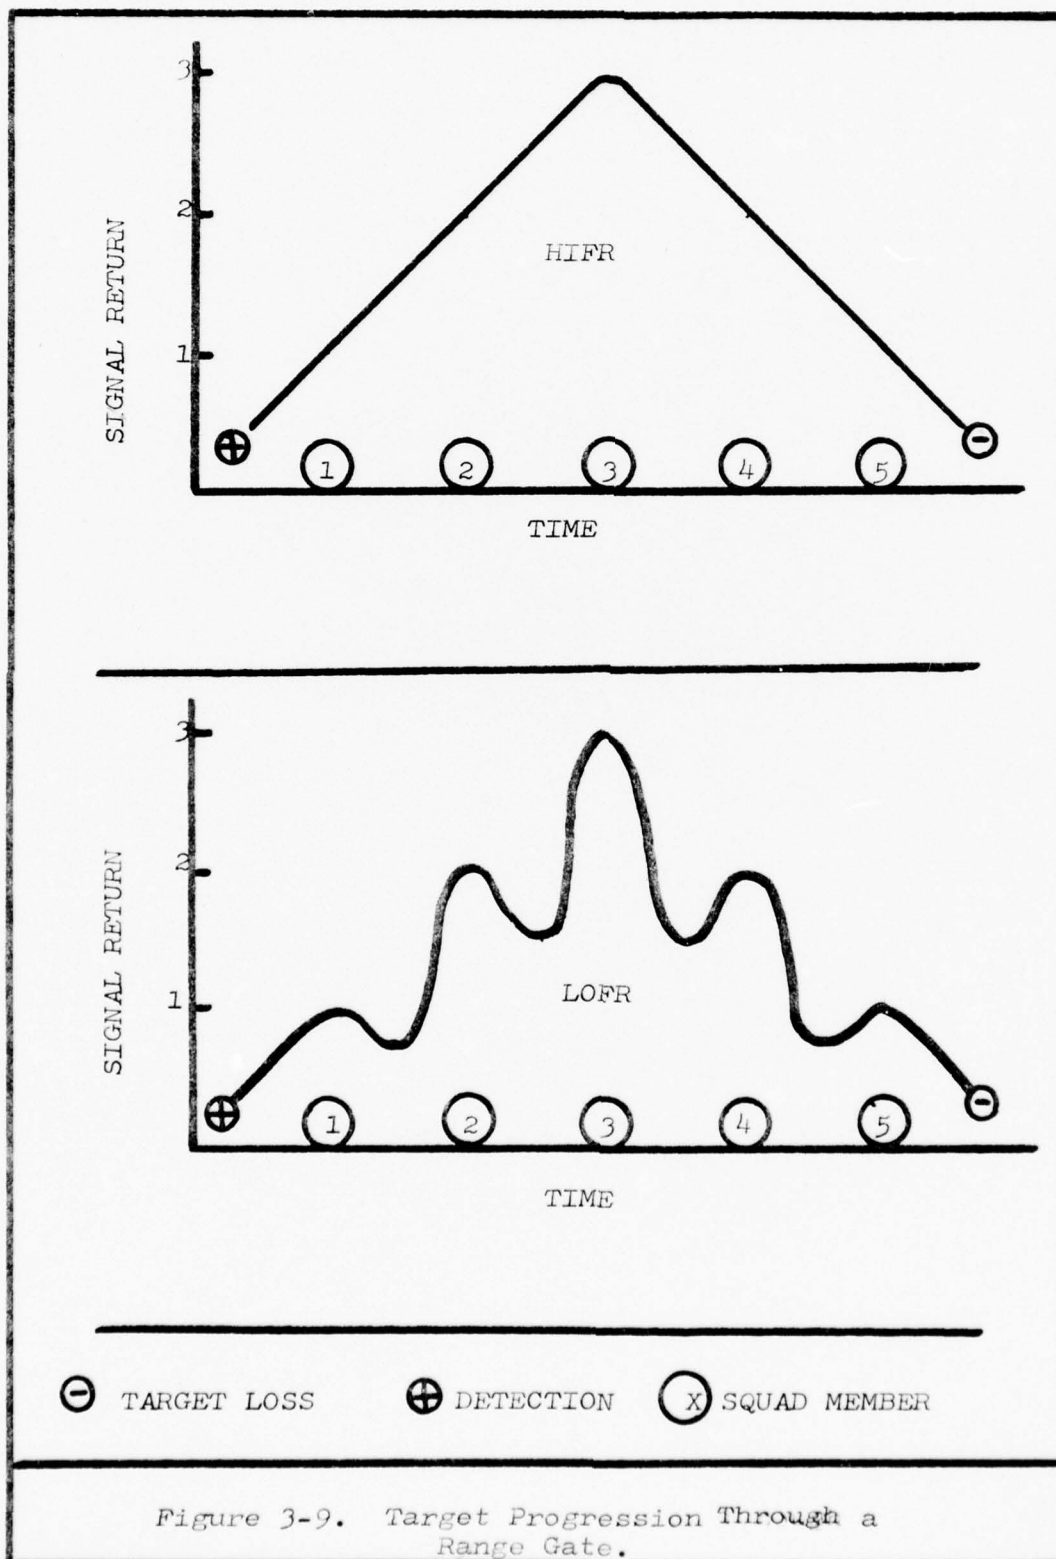 3
2
1
SIGNAL RETURN
HIFR
+
1
2
3
4
5
-
TIME
3
2
1
SIGNAL RETURN
LOFR
+
1
2
3
4
5
-
TIME
- TARGET LOSS + DETECTION X SQUAD MEMBER
Figure 3-9. Target Progression Through a
Range Gate.